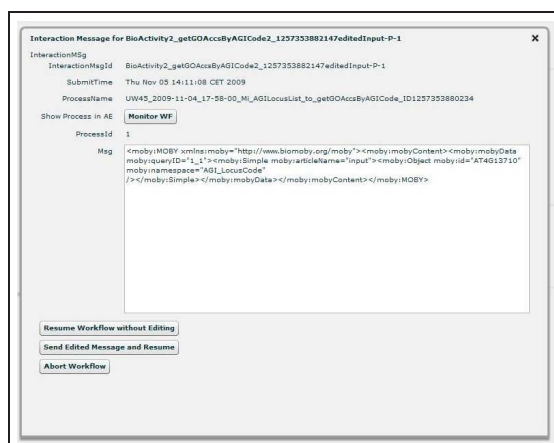 Interaction Message for BioActivity2_getGOAccsByAGICode2_1257353882147editedInput-P-1 X
InteractionMSg
InteractionMsgId BioActivity2_getGOAccsByAGICode2_1257353882147editedInput-P-1
SubmitTime Thu Nov 05 14:11:08 CET 2009
ProcessName UW45_2009-11-04_17-58-00_Mi_AGILocusList_to_getGOAccsByAGICode_ID1257353880234
Show Process in AE Monitor WF
ProcessId 1
Msg <moby:MOBY xmlns:moby="http://www.biomoby.org/moby"><moby:mobyContent><moby:mobyData
moby:queryID="1_1"><moby:Simple moby:articleName="input"><moby:Object moby:id="AT4G13710"
moby:namespace="AGI_LocusCode"
/></moby:Simple></moby:mobyData></moby:mobyContent></moby:MOBY>
Resume Workflow without Editing
Send Edited Message and Resume
Abort Workflow